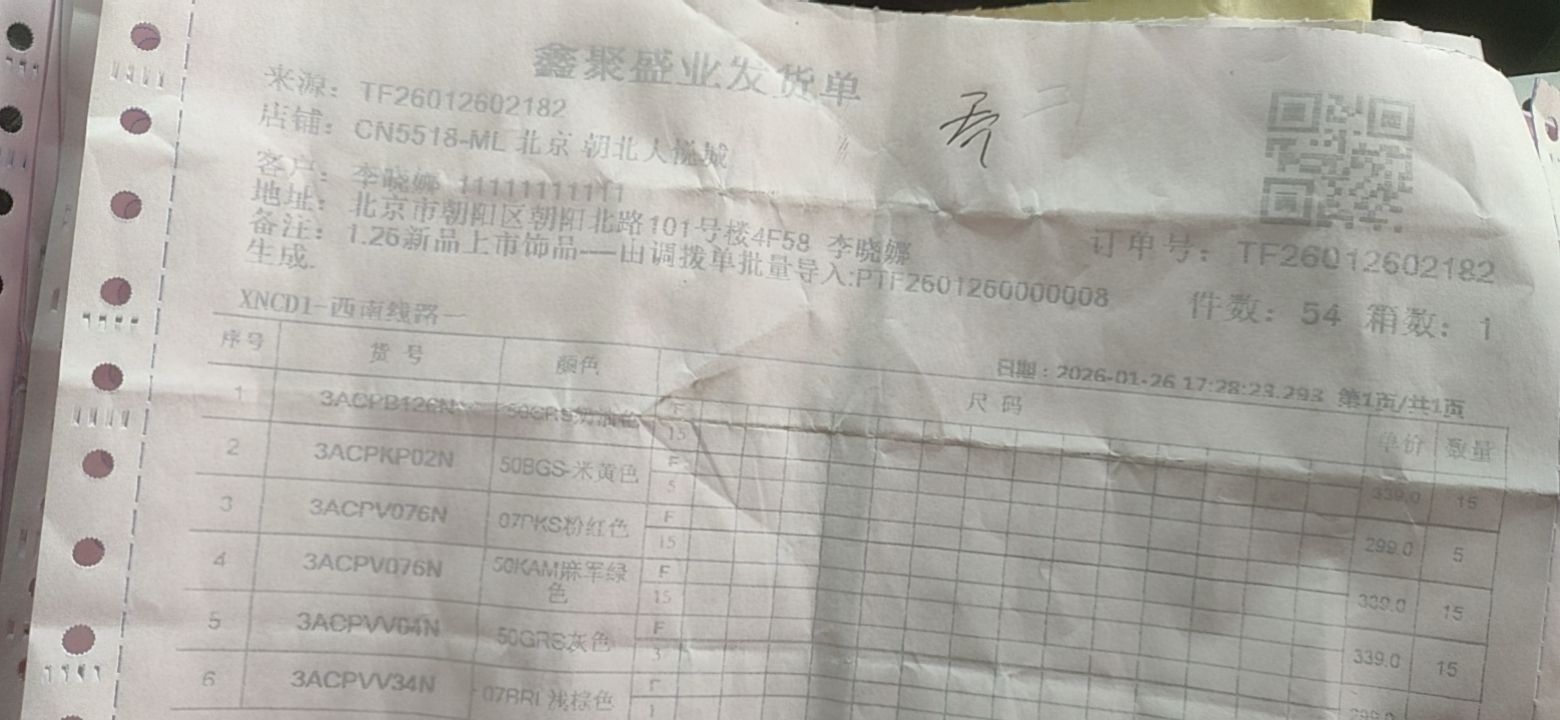 鑫聚盛业发货单
来源：TF26012602182
店铺：CN5518-ML 北京 朝北大悦城
客户：李晓娜 11111111111
地址：北京市朝阳区朝阳北路101号楼4F58 李晓娜
备注：1.26新品上市饰品——由调拨单批量导入:PTF2601260000008
生成.
订单号：TF26012602182
件数：54 箱数：1
XNCD1-西南线路一
日期：2026-01-26 17:28:23.293 第1页/共1页
序号 货号 颜色 尺码 单价 数量
1 3ACPB126N F 15 339.0 15
2 3ACPKP02N 50BGS-米黄色 F 5 299.0 5
3 3ACPV076N 07PKS粉红色 F 15 339.0 15
4 3ACPV076N 50KAM麻军绿色 F 15 339.0 15
5 3ACPVV04N 50GRS灰色 F 3
6 3ACPVV34N 07BRL浅棕色 F 1